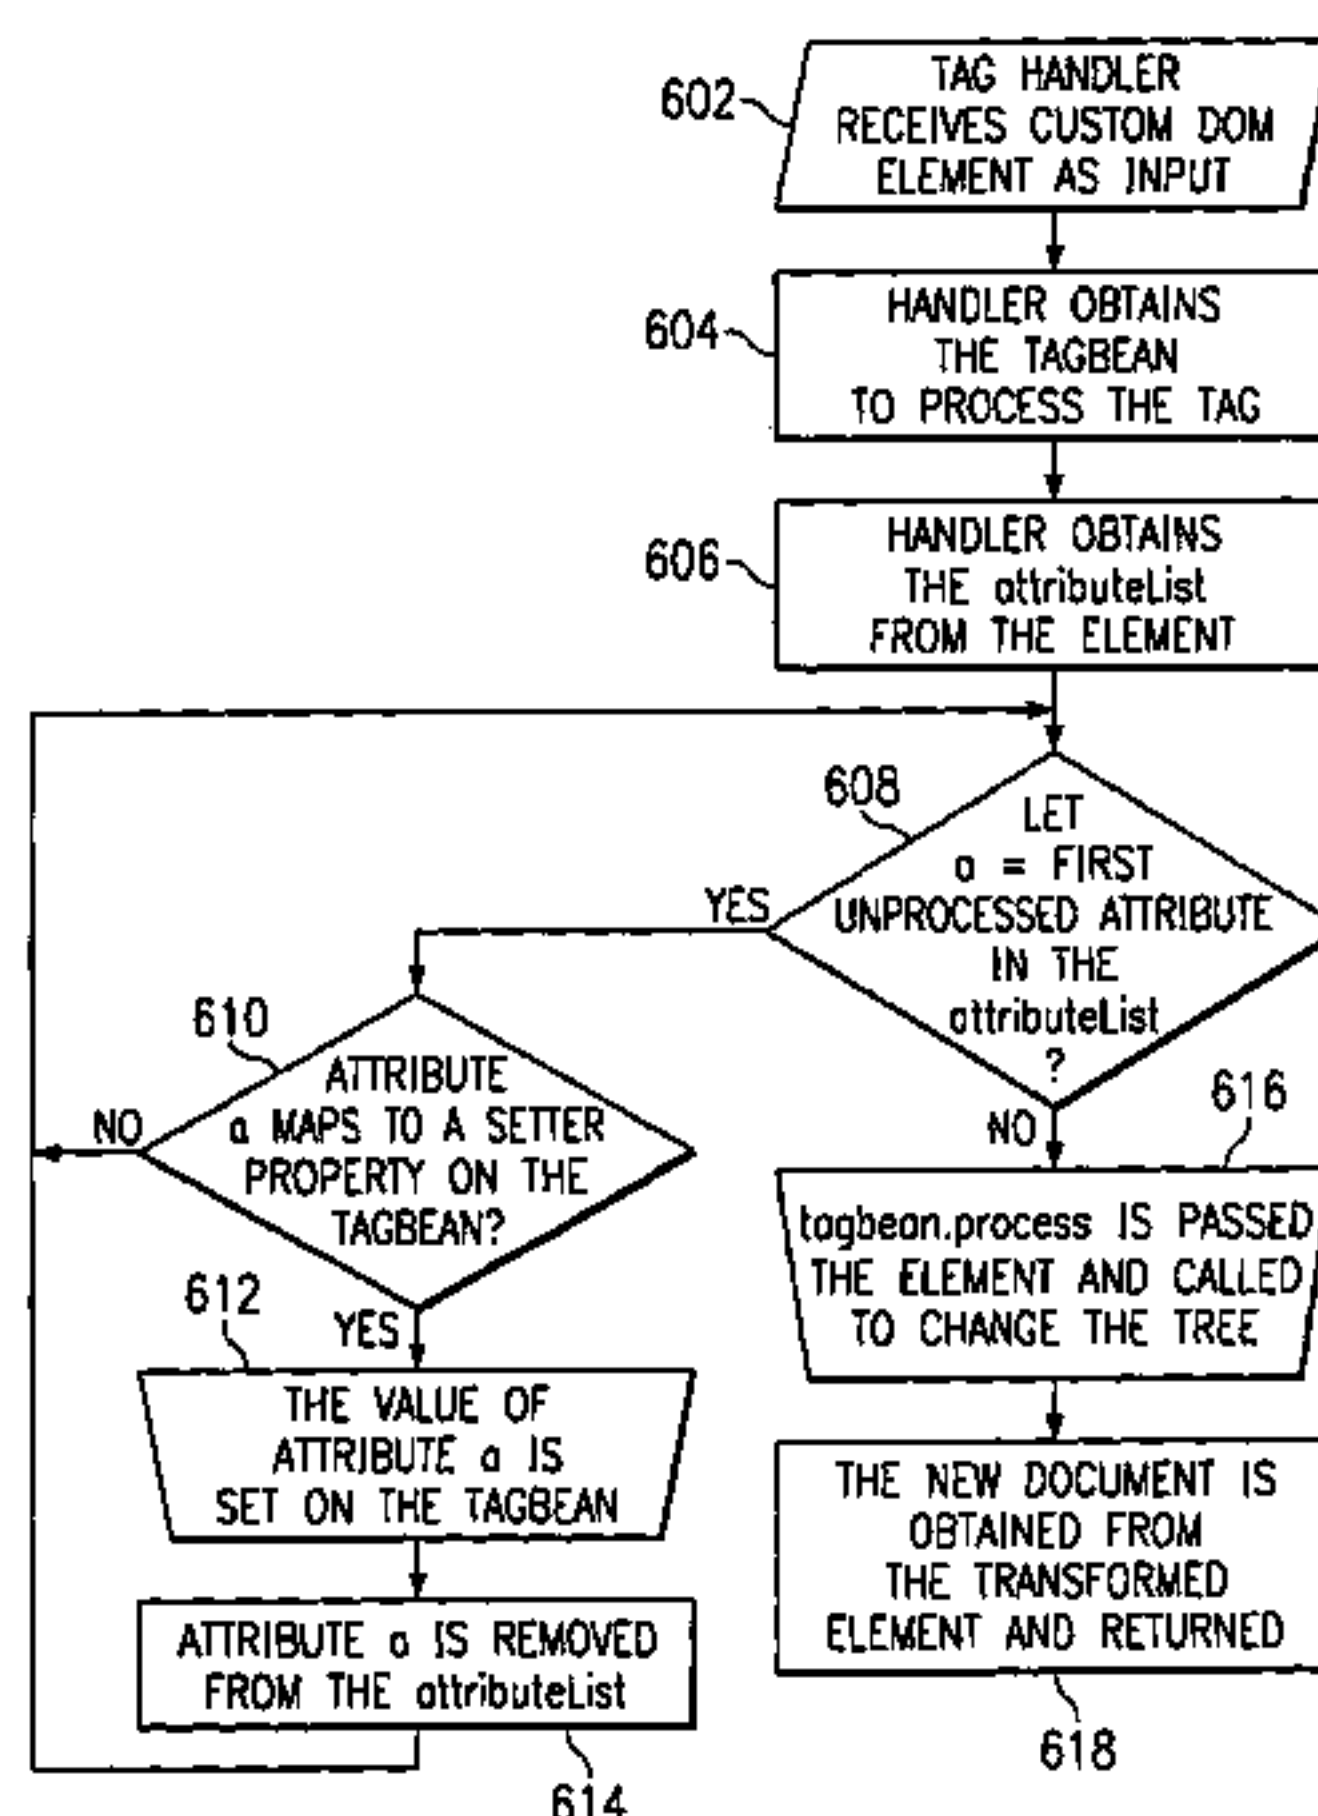 602
TAG HANDLER
RECEIVES CUSTOM DOM
ELEMENT AS INPUT
604
HANDLER OBTAINS
THE TAGBEAN
TO PROCESS THE TAG
606
HANDLER OBTAINS
THE attributeList
FROM THE ELEMENT
608
LET
a = FIRST
UNPROCESSED ATTRIBUTE
IN THE
attributeList
?
YES
NO
610
ATTRIBUTE
a MAPS TO A SETTER
PROPERTY ON THE
TAGBEAN?
NO
YES
612
THE VALUE OF
ATTRIBUTE a IS
SET ON THE TAGBEAN
ATTRIBUTE a IS REMOVED
FROM THE attributeList
614
616
tagbean.process IS PASSED
THE ELEMENT AND CALLED
TO CHANGE THE TREE
THE NEW DOCUMENT IS
OBTAINED FROM
THE TRANSFORMED
ELEMENT AND RETURNED
618